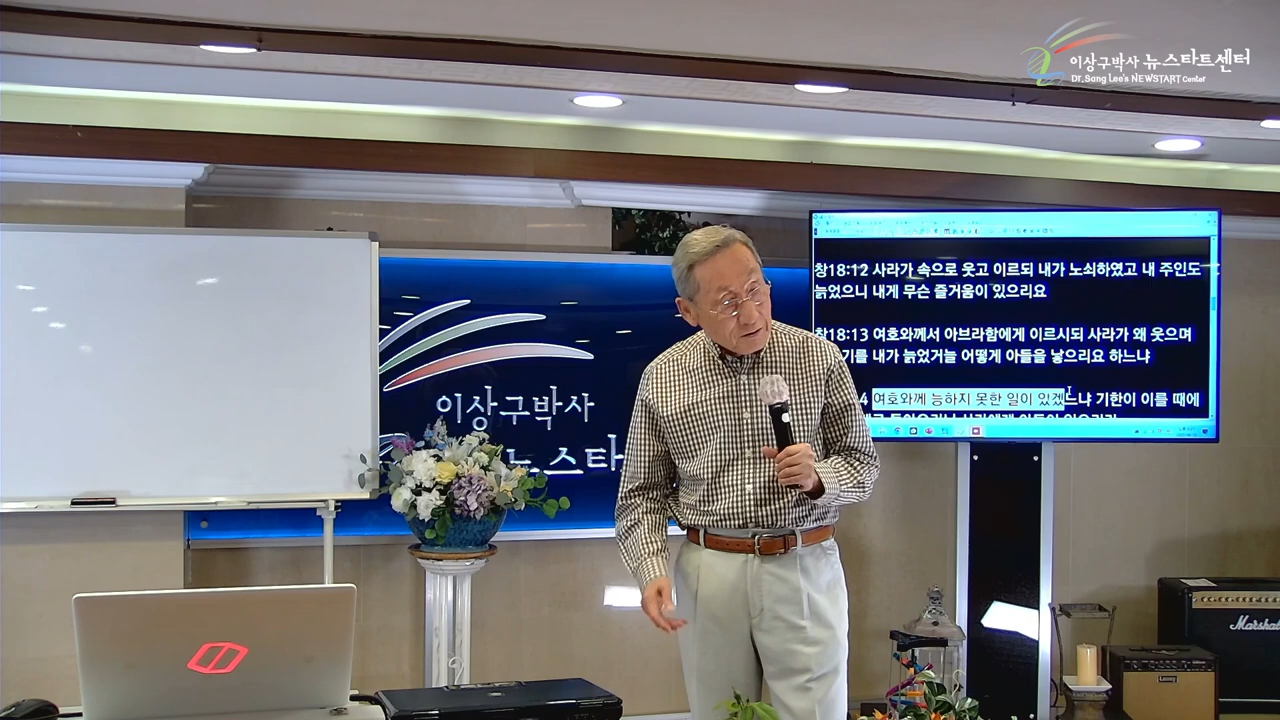 이상구박사 뉴스타트센터
Dr. Sang Lee's NEWSTART Center
창18:12 사라가 속으로 웃고 이르되 내가 노쇠하였고 내 주인도
늙었으니 내게 무슨 즐거움이 있으리요
창18:13 여호와께서 아브라함에게 이르시되 사라가 왜 웃으며
기를 내가 늙었거늘 어떻게 아들을 낳으리요 하느냐
4 여호와께 능하지 못한 일이 있겠느냐 기한이 이를 때에
이상구박사
뉴스타
Marshall
Laney